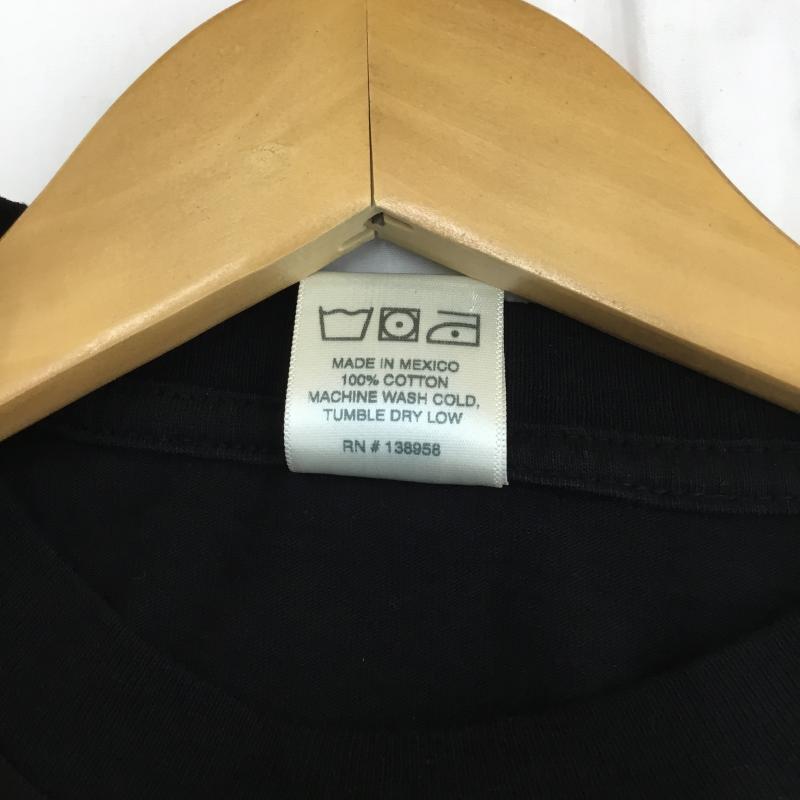 MADE IN MEXICO
100% COTTON
MACHINE WASH COLD,
TUMBLE DRY LOW
RN # 138958